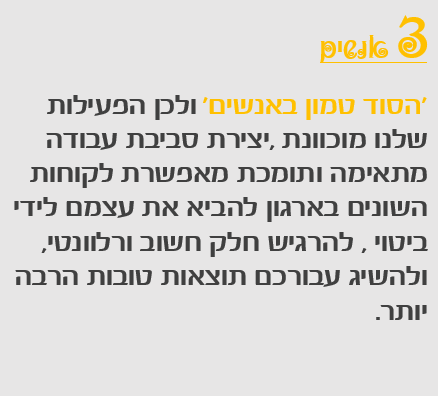 3 אנשים
'הסוד טמון באנשים' ולכן הפעילות
שלנו מוכוונת ,יצירת סביבת עבודה
מתאימה ותומכת מאפשרת לקוחות
השונים בארגון להביא את עצמם לידי
ביטוי , להרגיש חלק חשוב ורלוונטי,
ולהשיג עבורכם תוצאות טובות הרבה
יותר.